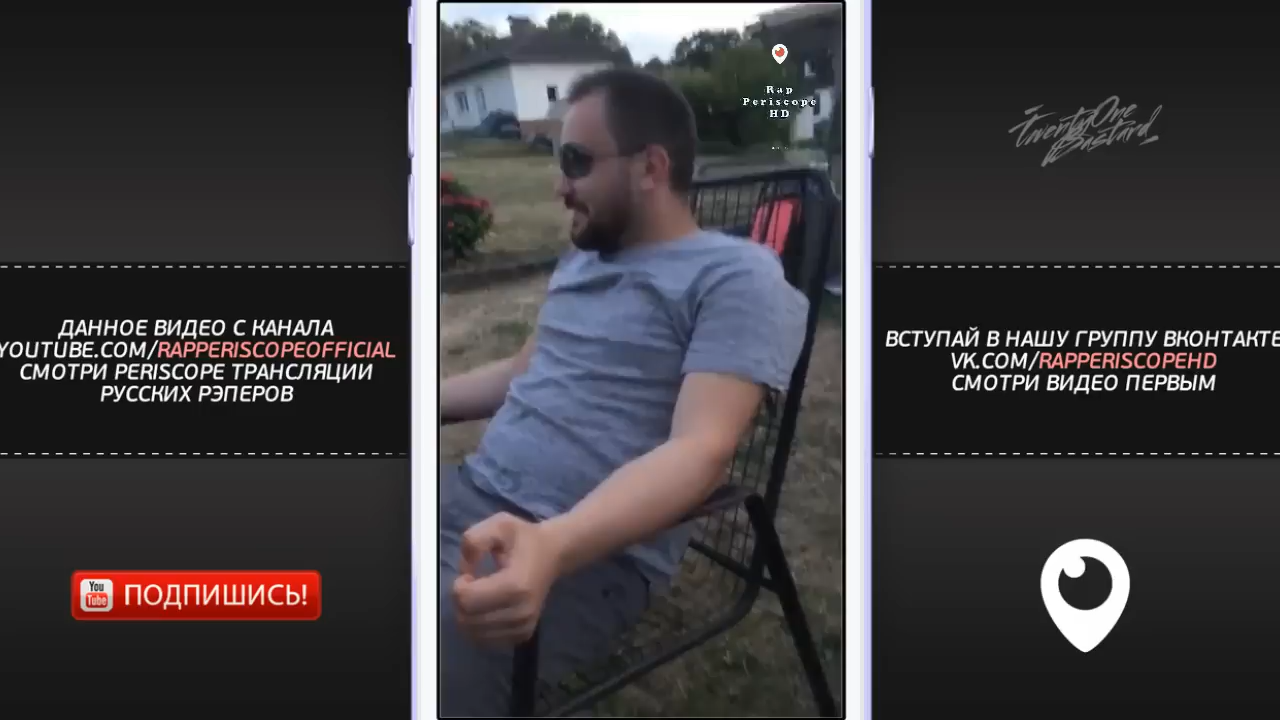 Rap
Periscope
HD
TwentyOne
Bastard
ДАННОЕ ВИДЕО С КАНАЛА
YOUTUBE.COM/RAPPERISCOPEOFFICIAL
СМОТРИ PERISCOPE ТРАНСЛЯЦИИ
РУССКИХ РЭПЕРОВ
ВСТУПАЙ В НАШУ ГРУППУ ВКОНТАКТЕ
VK.COM/RAPPERISCOPEHD
СМОТРИ ВИДЕО ПЕРВЫМ
You
Tube
ПОДПИШИСЬ!